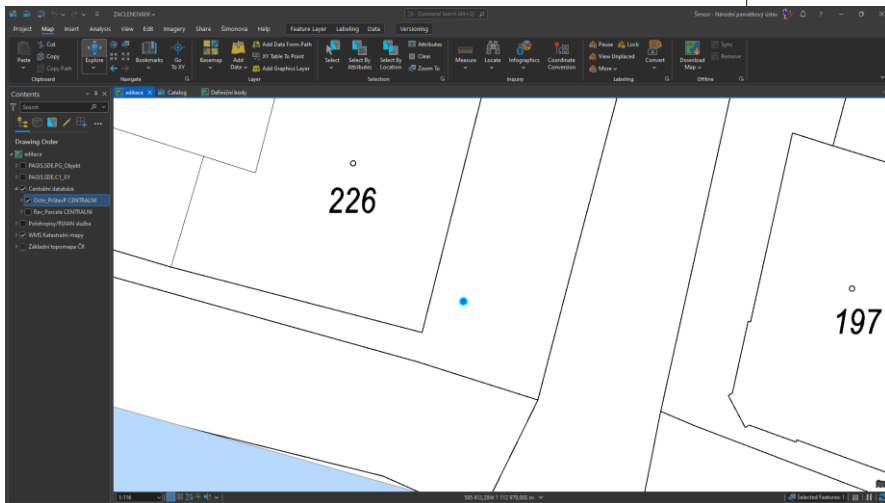 ZACLENOVANI
Command Search (Alt+Q)
Šimon - Národní památkový ústav
Project Map Insert Analysis View Edit Imagery Share Šimonova Help Feature Layer Labeling Data Versioning
Cut
Copy
Copy Path
Paste
Explore
Bookmarks
Go To XY
Basemap
Add Data
Add Data From Path
XY Table To Point
Add Graphics Layer
Select
Select By Attributes
Select By Location
Attributes
Clear
Zoom To
Measure
Locate
Infographics
Coordinate Conversion
Pause Lock
View Unplaced
More
Convert
Download Map
Sync
Remove
Clipboard Navigate Layer Selection Inquiry Labeling Offline
Contents
editace Catalog Definiční body
Search
Drawing Order
editace
PAGIS.SDE.PG_Objekt
PAGIS.SDE.C1_XY
Centrální databáze
Rev_Parcela CENTRALNI
Polohopisy/RUIAN služba
WMS Katastrální mapy
Základní topomapa ČR
226
197
1:116
Selected Features: 1